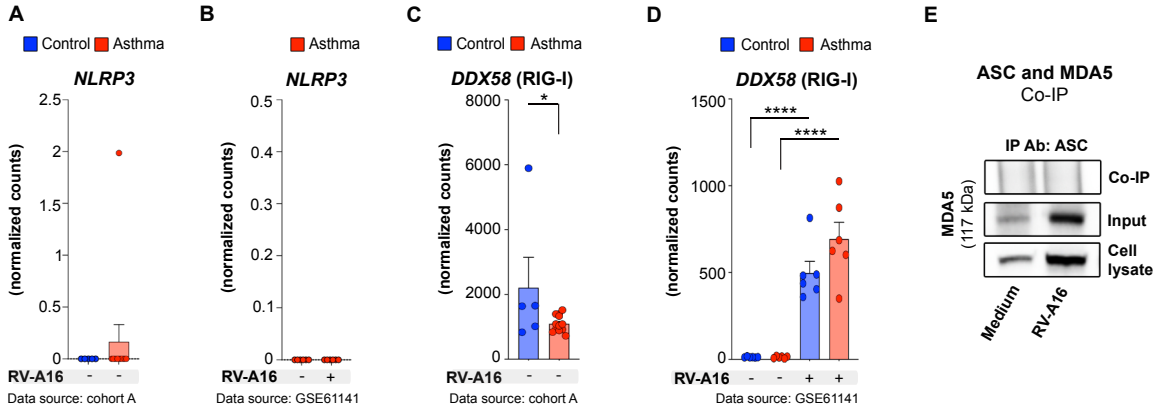 A
Control Asthma
NLRP3
(normalized counts)
2.5
2
1.5
1
0.5
0
RV-A16 - -
Data source: cohort A
B
Asthma
NLRP3
(normalized counts)
0.5
0.4
0.3
0.2
0.1
0
RV-A16 - +
Data source: GSE61141
C
Control Asthma
DDX58 (RIG-I)
(normalized counts)
*
8000
6000
4000
2000
0
RV-A16 - -
Data source: cohort A
D
Control Asthma
DDX58 (RIG-I)
(normalized counts)
****
****
1500
1000
500
0
RV-A16 - - + +
Data source: GSE61141
E
ASC and MDA5
Co-IP
IP Ab: ASC
MDA5
(117 kDa)
Co-IP
Input
Cell
lysate
Medium RV-A16